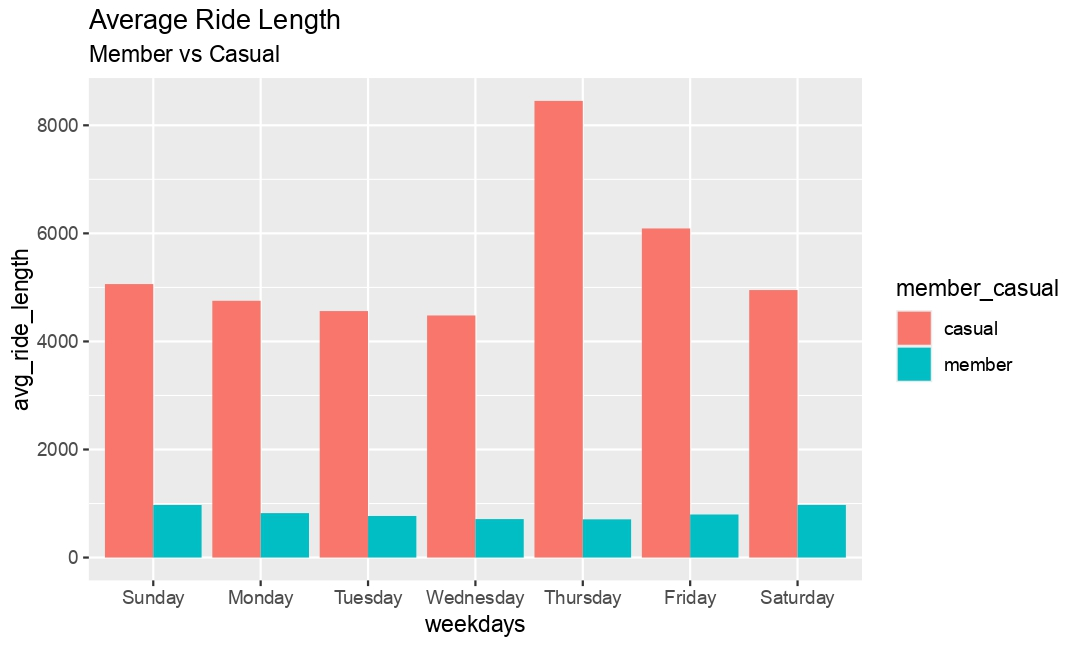 Average Ride Length
Member vs Casual
8000
6000
4000
2000
0
avg_ride_length
Sunday Monday Tuesday Wednesday Thursday Friday Saturday
weekdays
member_casual
casual
member